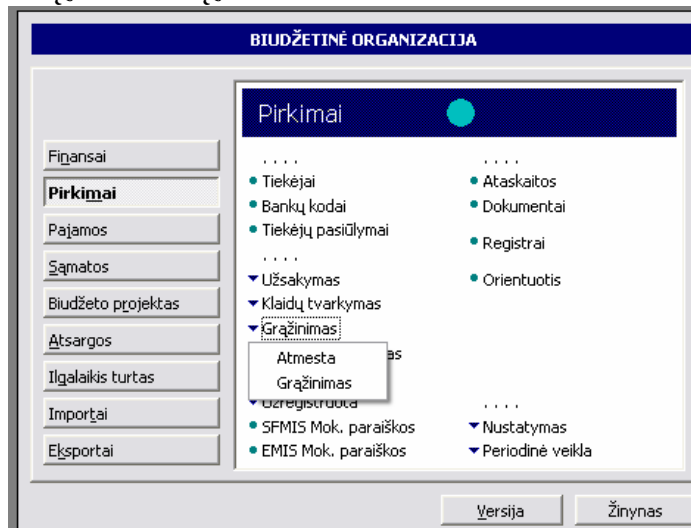 BIUDŽETINĖ ORGANIZACIJA
Pirkimai
Finansai
Pirkimai
Pajamos
Sąmatos
Biudžeto projektas
Atsargos
Ilgalaikis turtas
Importai
Eksportai
. . . .
Tiekėjai
Bankų kodai
Tiekėjų pasiūlymai
. . . .
Užsakymas
Klaidų tvarkymas
Grąžinimas
as
Atmesta
Grąžinimas
Užregistruota
SFMIS Mok. paraiškos
EMIS Mok. paraiškos
. . . .
Ataskaitos
Dokumentai
Registrai
Orientuotis
. . . .
Nustatymas
Periodinė veikla
Versija
Žinynas